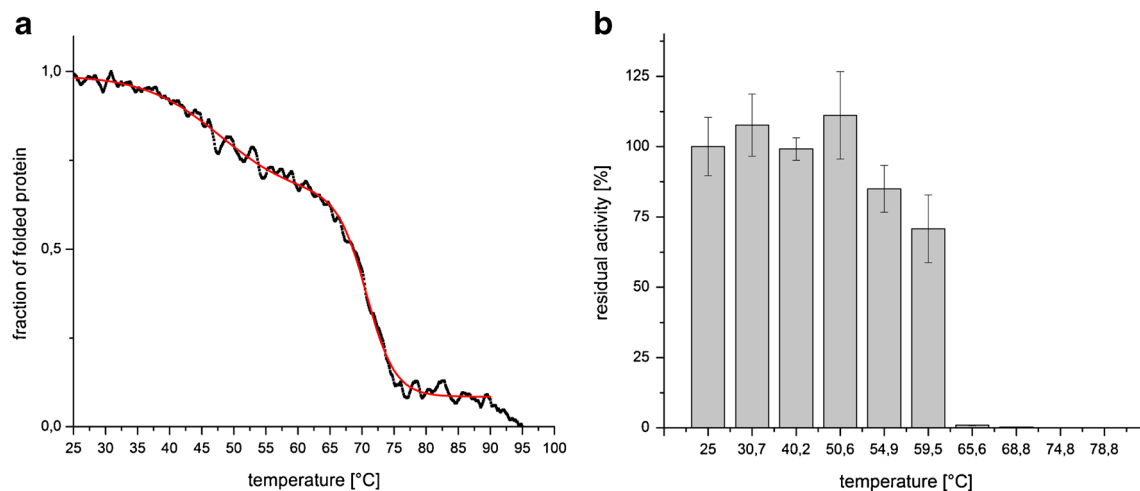 a
1,0
0,5
0,0
fraction of folded protein
25 30 35 40 45 50 55 60 65 70 75 80 85 90 95 100
temperature [°C]
b
125
100
75
50
25
0
residual activity [%]
25 30,7 40,2 50,6 54,9 59,5 65,6 68,8 74,8 78,8
temperature [°C]